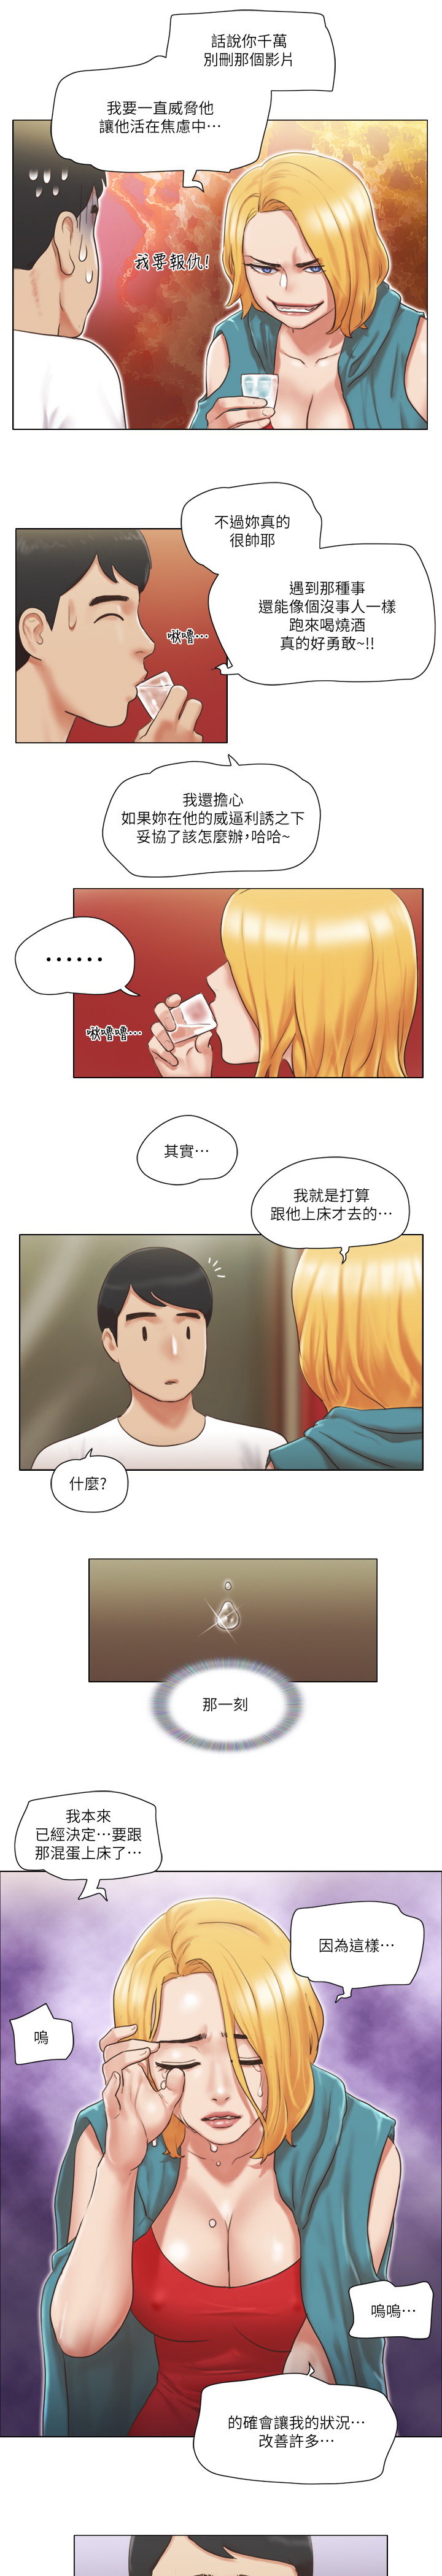 話說你千萬
別刪那個影片
我要一直威脅他
讓他活在焦慮中⋯
我要報仇!
不過妳真的
很帥耶
遇到那種事
還能像個沒事人一樣
跑來喝燒酒
真的好勇敢~!!
啾嚕⋯
我還擔心
如果妳在他的威逼利誘之下
妥協了該怎麼辦,哈哈~
⋯⋯
啾嚕嚕⋯
其實⋯
我就是打算
跟他上床才去的⋯
什麼?
那一刻
我本來
已經決定⋯要跟
那混蛋上床了⋯
因為這樣⋯
嗚
嗚嗚⋯
的確會讓我的狀況⋯
改善許多⋯